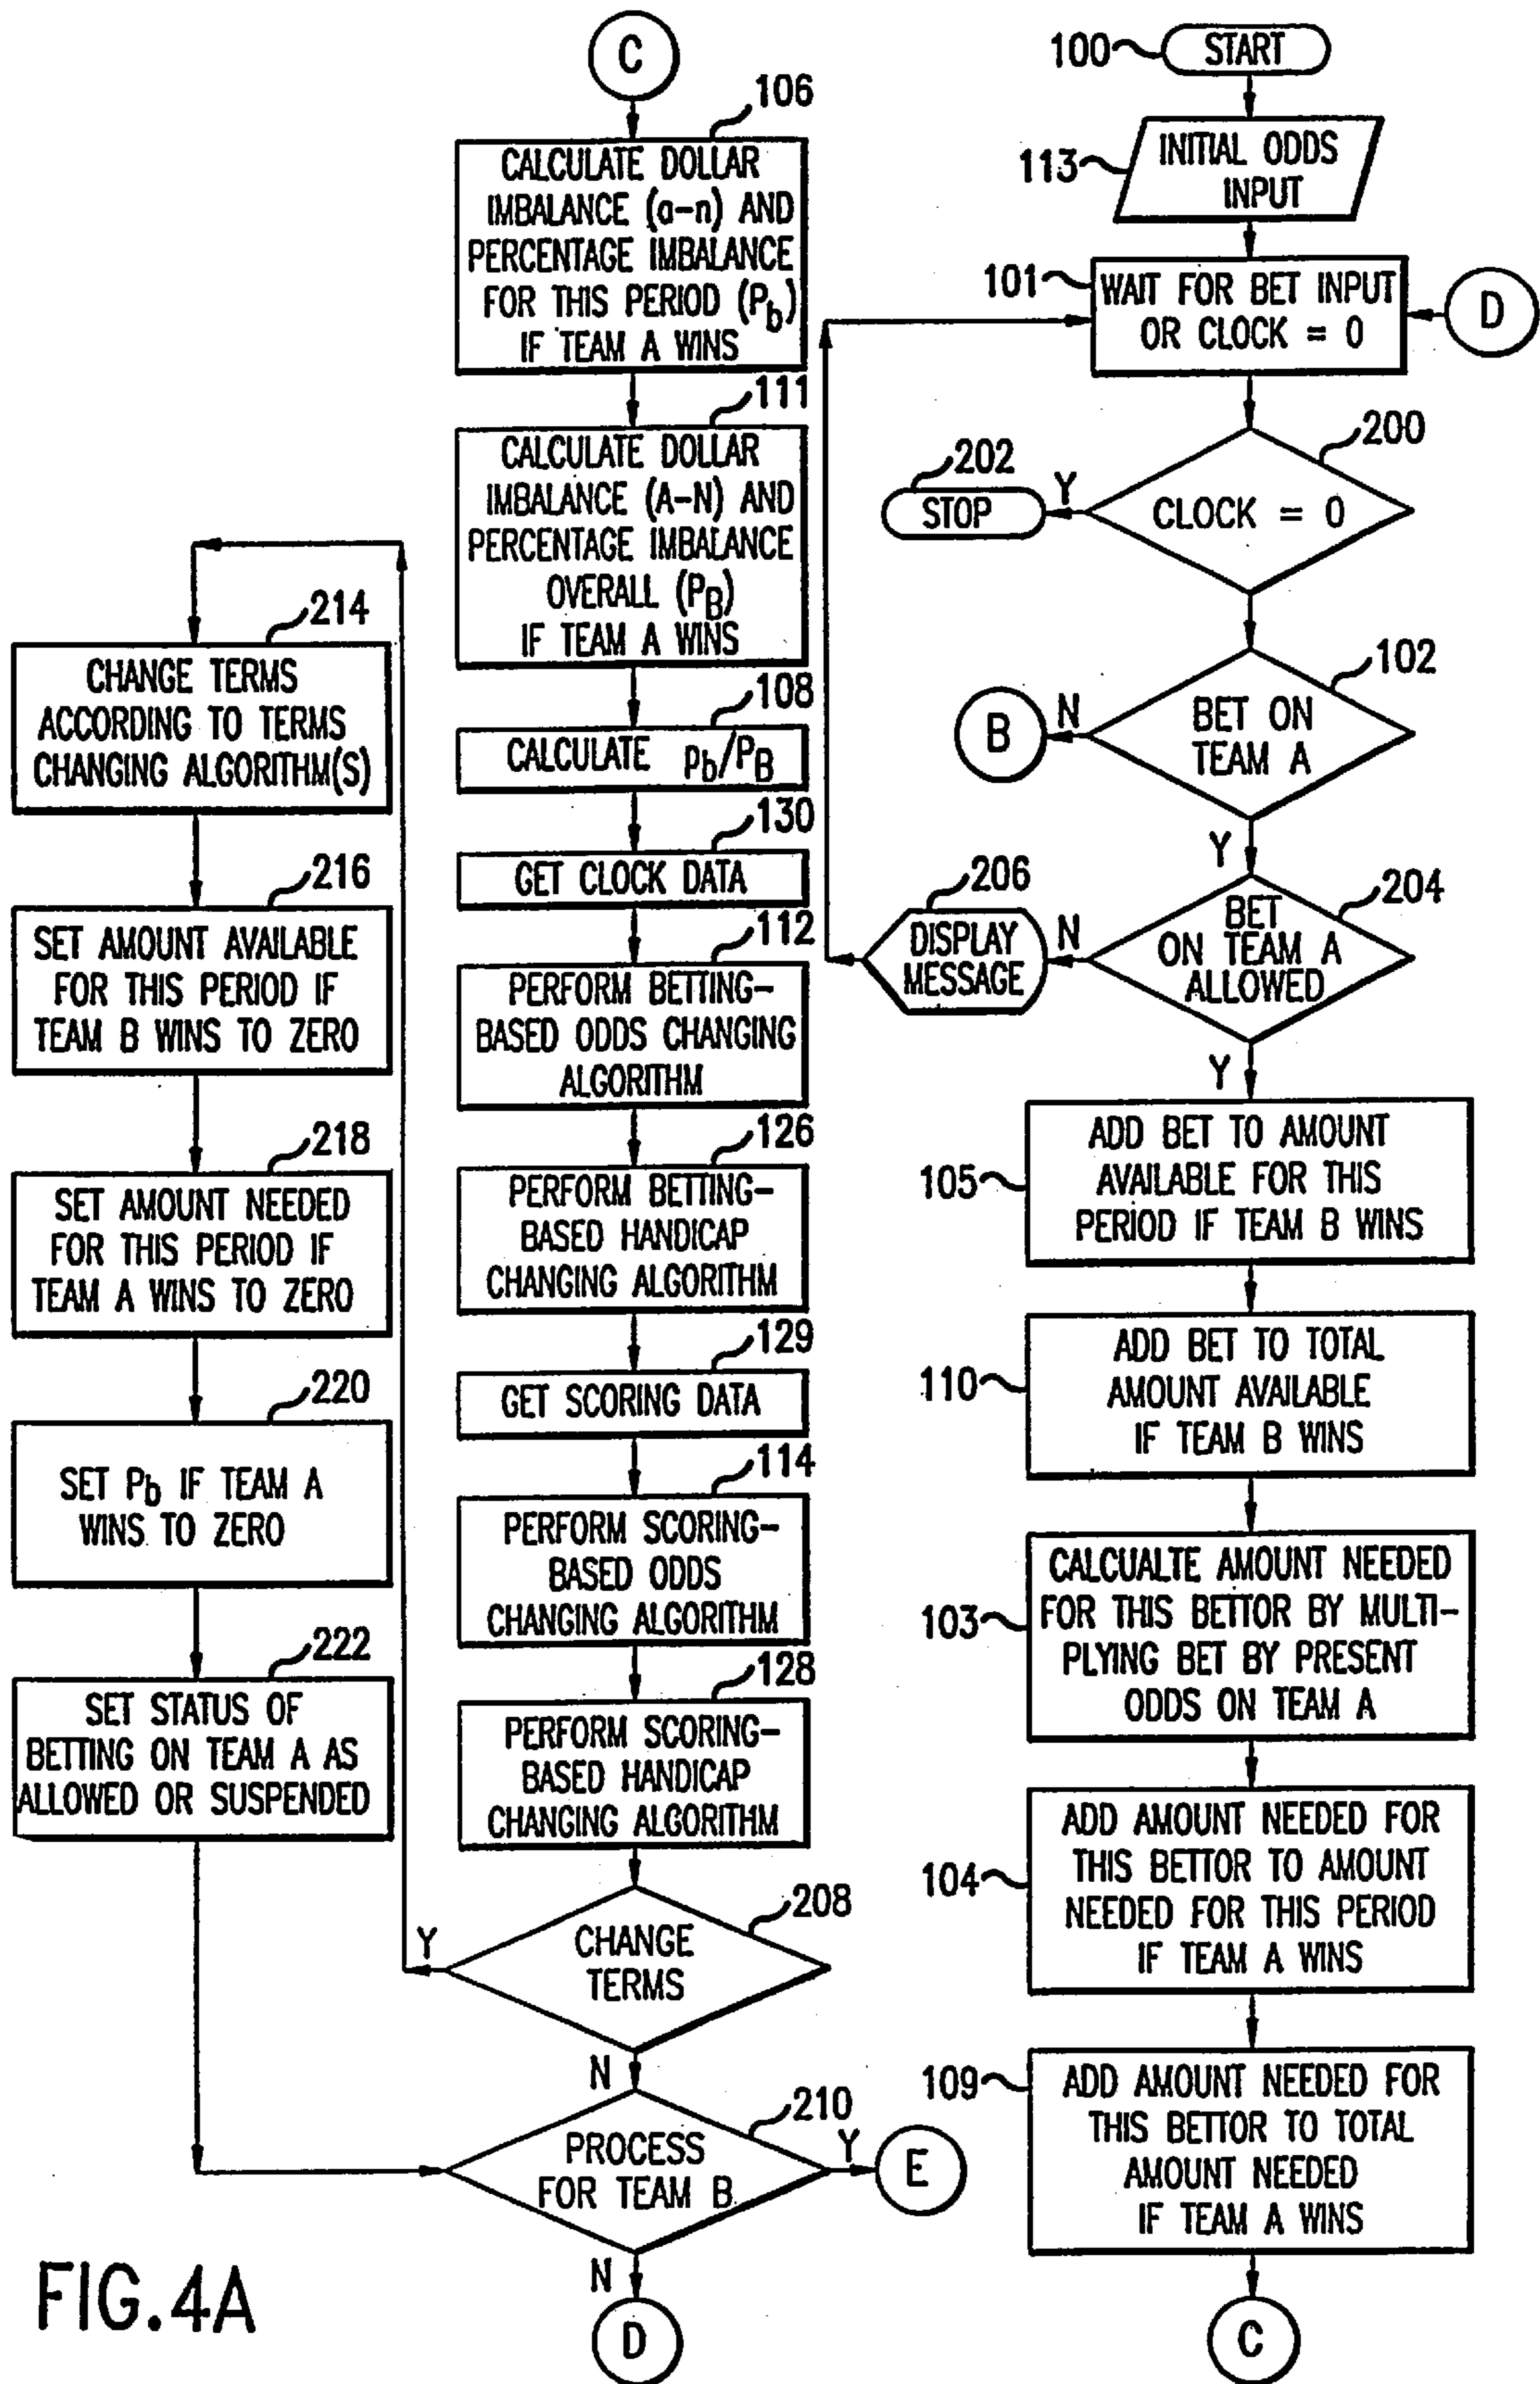 100
START
113
INITIAL ODDS
INPUT
101
WAIT FOR BET INPUT
OR CLOCK = 0
D
200
CLOCK = 0
Y
202
STOP
102
BET ON
TEAM A
N
B
Y
204
BET
ON TEAM A
ALLOWED
N
206
DISPLAY
MESSAGE
Y
105
ADD BET TO AMOUNT
AVAILABLE FOR THIS
PERIOD IF TEAM B WINS
110
ADD BET TO TOTAL
AMOUNT AVAILABLE
IF TEAM B WINS
103
CALCUALTE AMOUNT NEEDED
FOR THIS BETTOR BY MULTI-
PLYING BET BY PRESENT
ODDS ON TEAM A
104
ADD AMOUNT NEEDED FOR
THIS BETTOR TO AMOUNT
NEEDED FOR THIS PERIOD
IF TEAM A WINS
109
ADD AMOUNT NEEDED FOR
THIS BETTOR TO TOTAL
AMOUNT NEEDED
IF TEAM A WINS
C
C
106
CALCULATE DOLLAR
IMBALANCE (a-n) AND
PERCENTAGE IMBALANCE
FOR THIS PERIOD (Pb)
IF TEAM A WINS
111
CALCULATE DOLLAR
IMBALANCE (A-N) AND
PERCENTAGE IMBALANCE
OVERALL (PB)
IF TEAM A WINS
108
CALCULATE pb/PB
130
GET CLOCK DATA
112
PERFORM BETTING-
BASED ODDS CHANGING
ALGORITHM
126
PERFORM BETTING-
BASED HANDICAP
CHANGING ALGORITHM
129
GET SCORING DATA
114
PERFORM SCORING-
BASED ODDS
CHANGING ALGORITHM
128
PERFORM SCORING-
BASED HANDICAP
CHANGING ALGORITHM
208
CHANGE
TERMS
Y
N
210
PROCESS
FOR TEAM B
Y
E
N
D
214
CHANGE TERMS
ACCORDING TO TERMS
CHANGING ALGORITHM(S)
216
SET AMOUNT AVAILABLE
FOR THIS PERIOD IF
TEAM B WINS TO ZERO
218
SET AMOUNT NEEDED
FOR THIS PERIOD IF
TEAM A WINS TO ZERO
220
SET Pb IF TEAM A
WINS TO ZERO
222
SET STATUS OF
BETTING ON TEAM A AS
ALLOWED OR SUSPENDED
FIG.4A